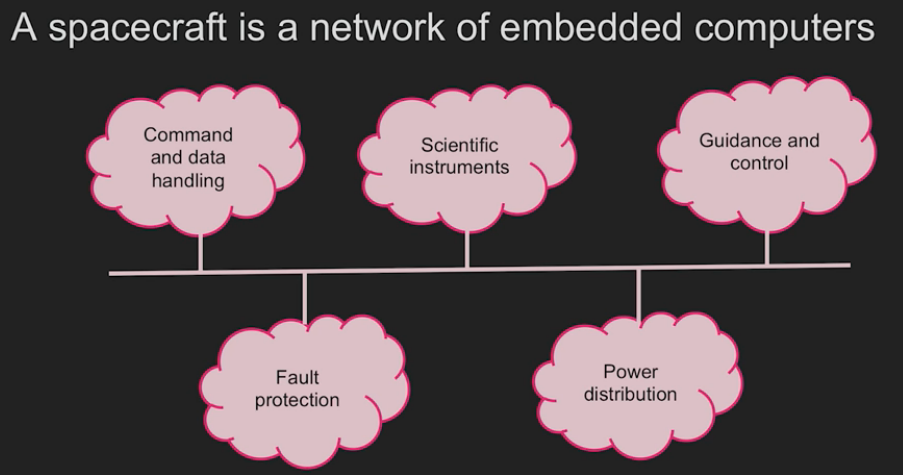 A spacecraft is a network of embedded computers
Command
and data
handling
Scientific
instruments
Guidance and
control
Fault
protection
Power
distribution